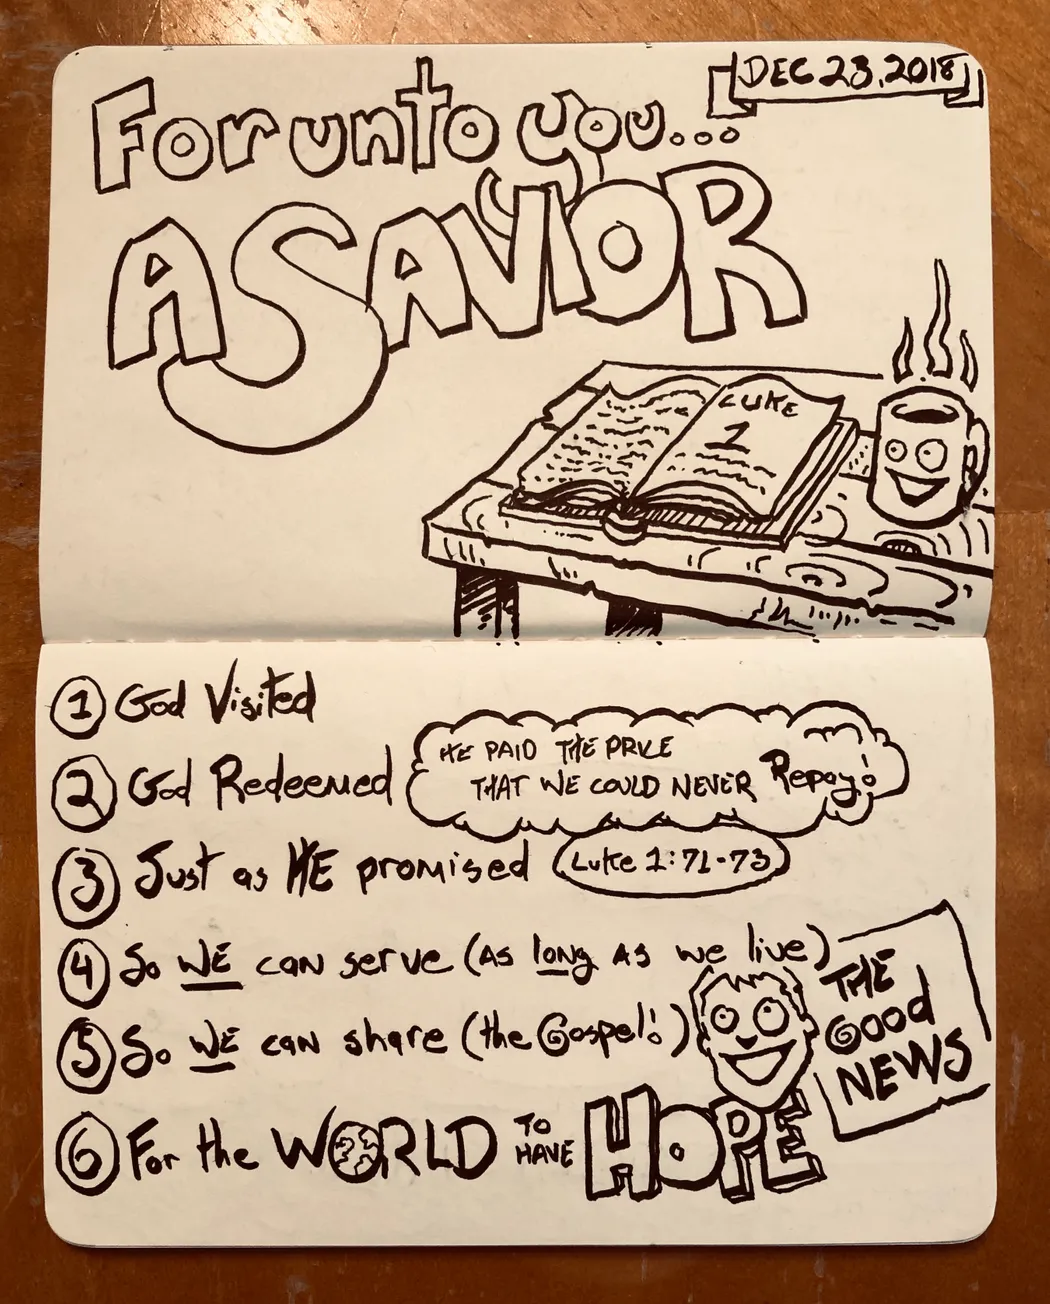 DEC 23, 2018
For unto you...
A SAVIOR
LUKE
1
1 God Visited
2 God Redeemed
HE PAID THE PRICE
THAT WE COULD NEVER Repay!
3 Just as HE promised
Luke 1:71-73
4 So WE can serve (As long As we live)
5 So WE can share (the Gospel!)
THE
GOOD
NEWS
6 For the WORLD TO HAVE HOPE